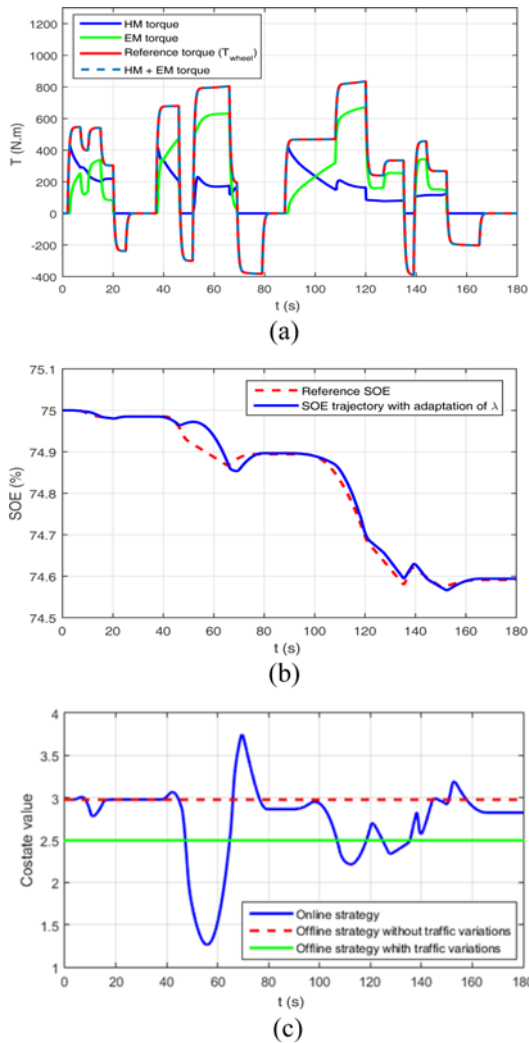 HM torque
EM torque
Reference torque (T_wheel)
HM + EM torque
T (N.m)
1200
1000
800
600
400
200
0
-200
-400
0 20 40 60 80 100 120 140 160 180
t (s)
(a)
75.1
75
74.9
74.8
74.7
74.6
74.5
Reference SOE
SOE trajectory with adaptation of λ
SOE (%)
0 20 40 60 80 100 120 140 160 180
t (s)
(b)
4
3.5
3
2.5
2
1.5
1
Costate value
Online strategy
Offline strategy without traffic variations
Offline strategy whith traffic variations
0 20 40 60 80 100 120 140 160 180
t (s)
(c)